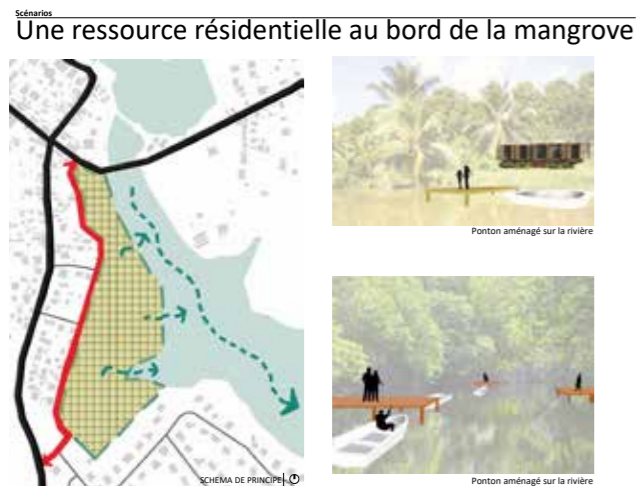 Scénarios
Une ressource résidentielle au bord de la mangrove
Ponton aménagé sur la rivière
SCHEMA DE PRINCIPE
Ponton aménagé sur la rivière